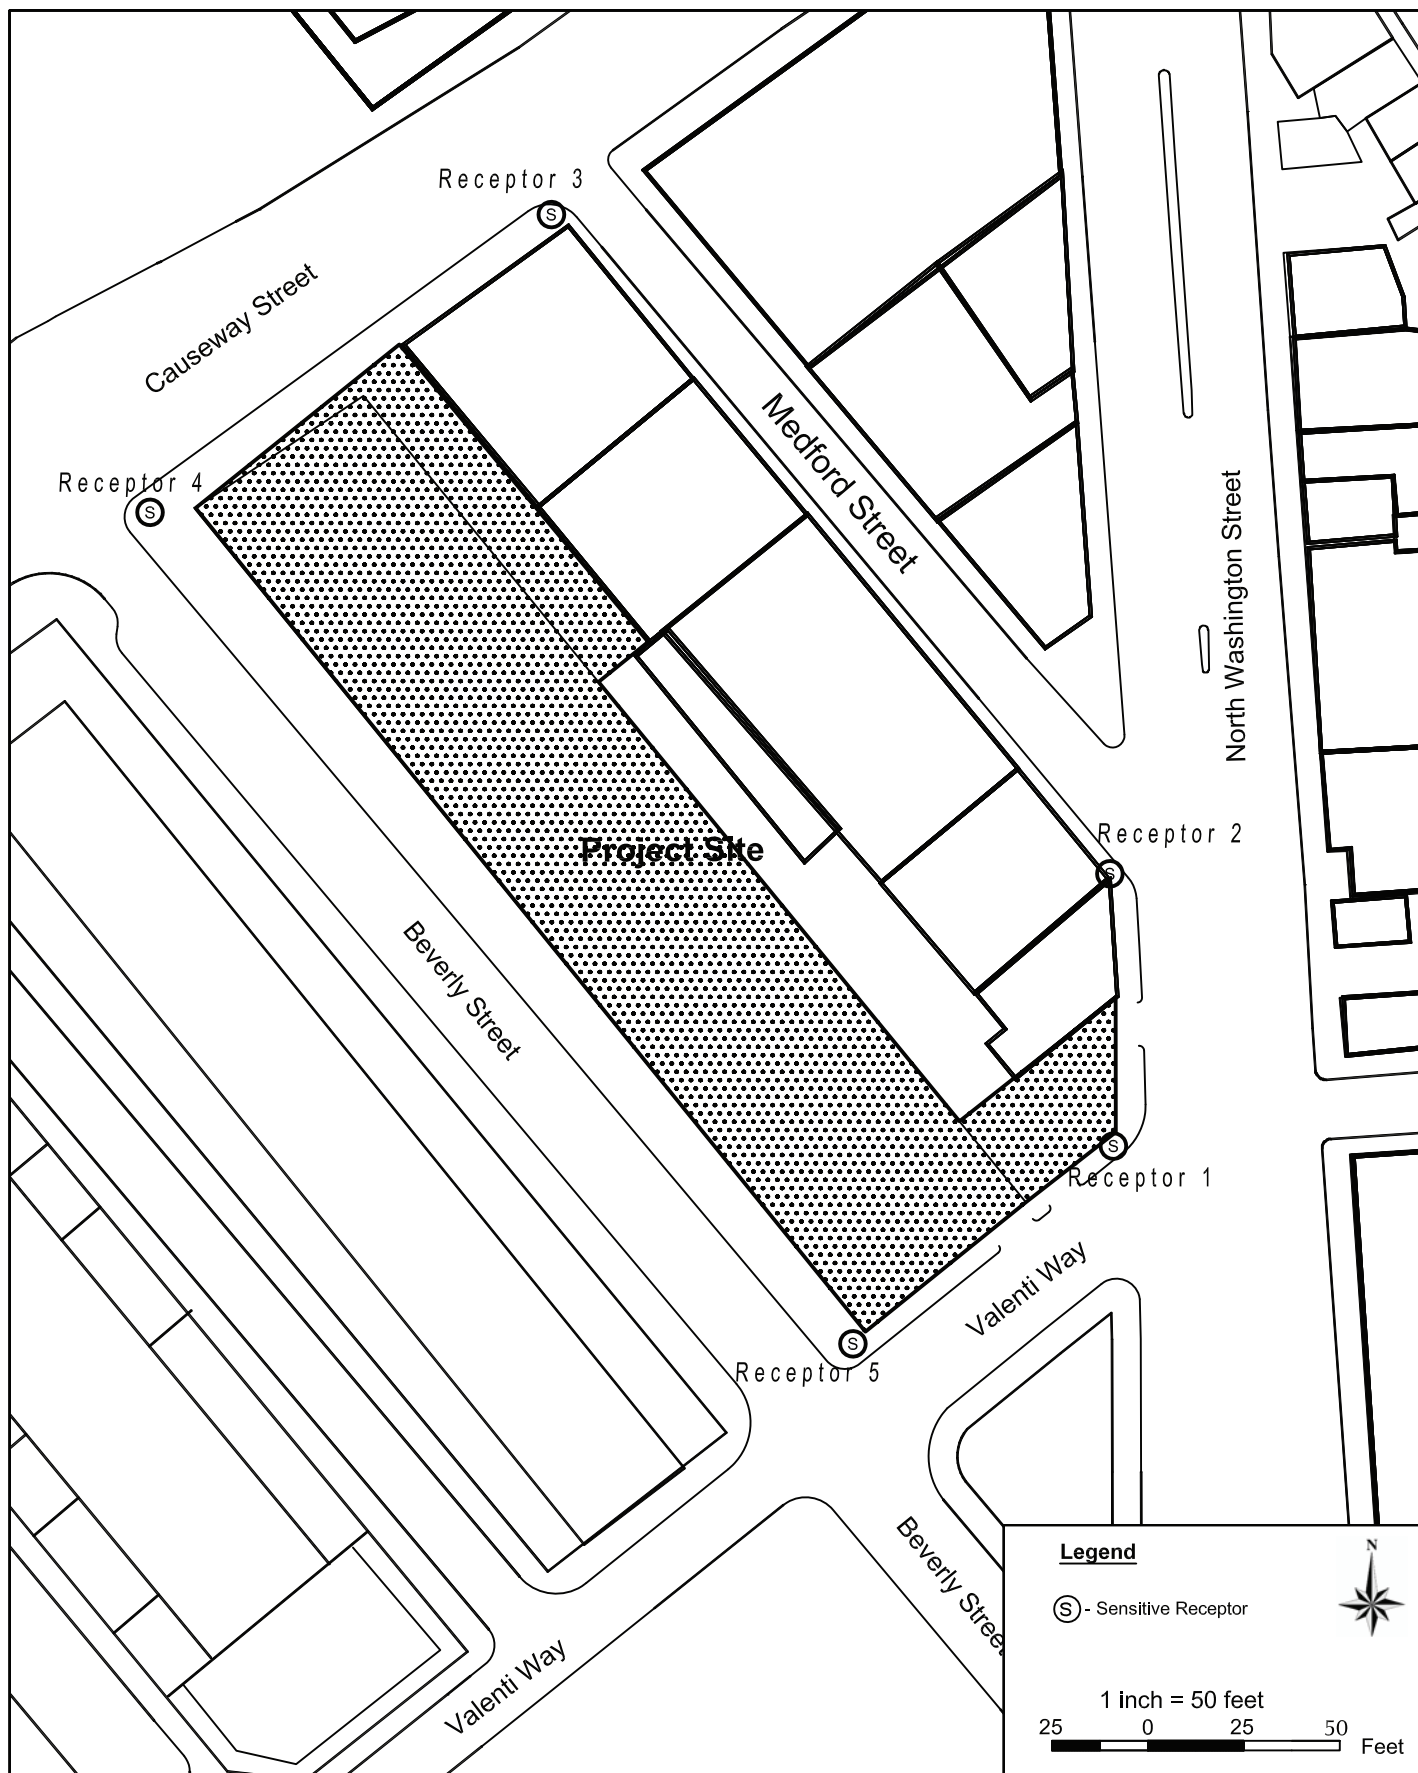 Receptor 3
S
Causeway Street
Receptor 4
S
Medford Street
North Washington Street
Project Site
Receptor 2
S
Beverly Street
S
Receptor 1
Valenti Way
S
Receptor 5
Beverly Street
Valenti Way
Legend
N
S - Sensitive Receptor
1 inch = 50 feet
25 0 25 50
Feet